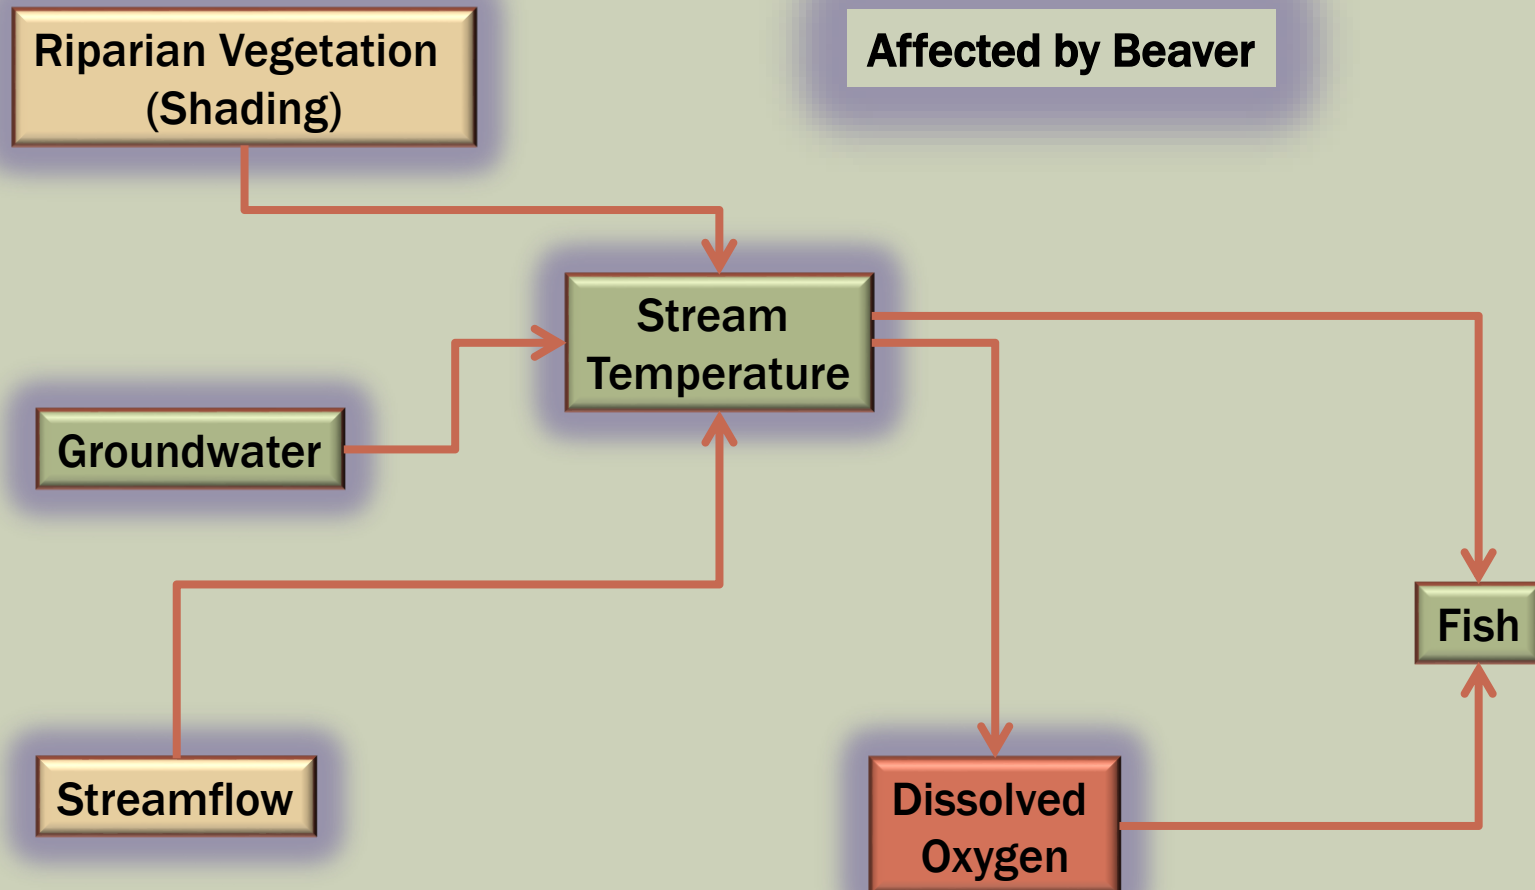 Riparian Vegetation
(Shading)
Affected by Beaver
Stream
Temperature
Groundwater
Fish
Streamflow
Dissolved
Oxygen